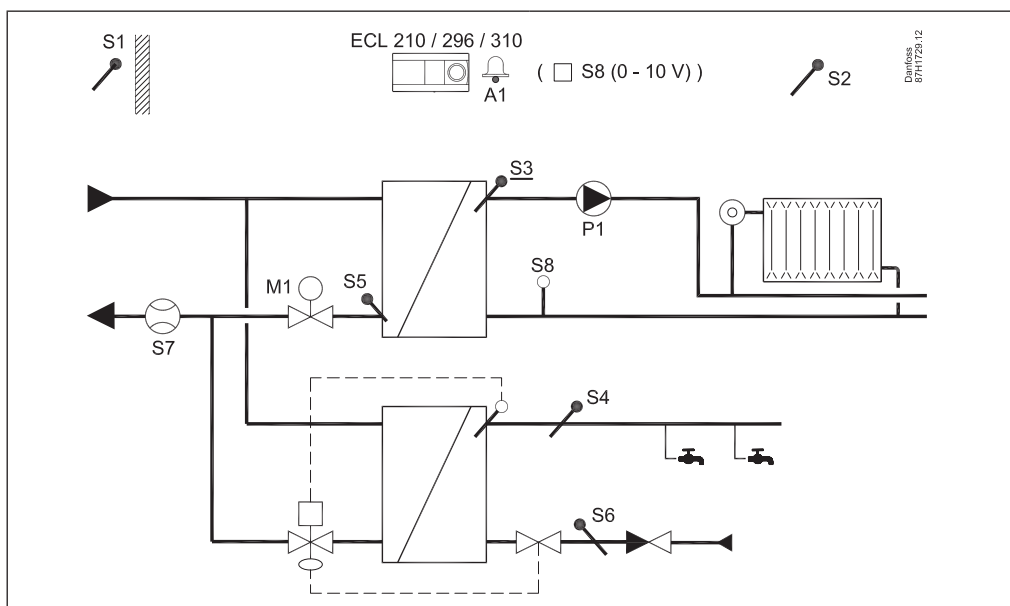 S1
ECL 210 / 296 / 310
A1
( S8 (0 - 10 V) )
S2
Danfoss
87H1729.12
S3
P1
M1
S5
S8
S7
S4
S6